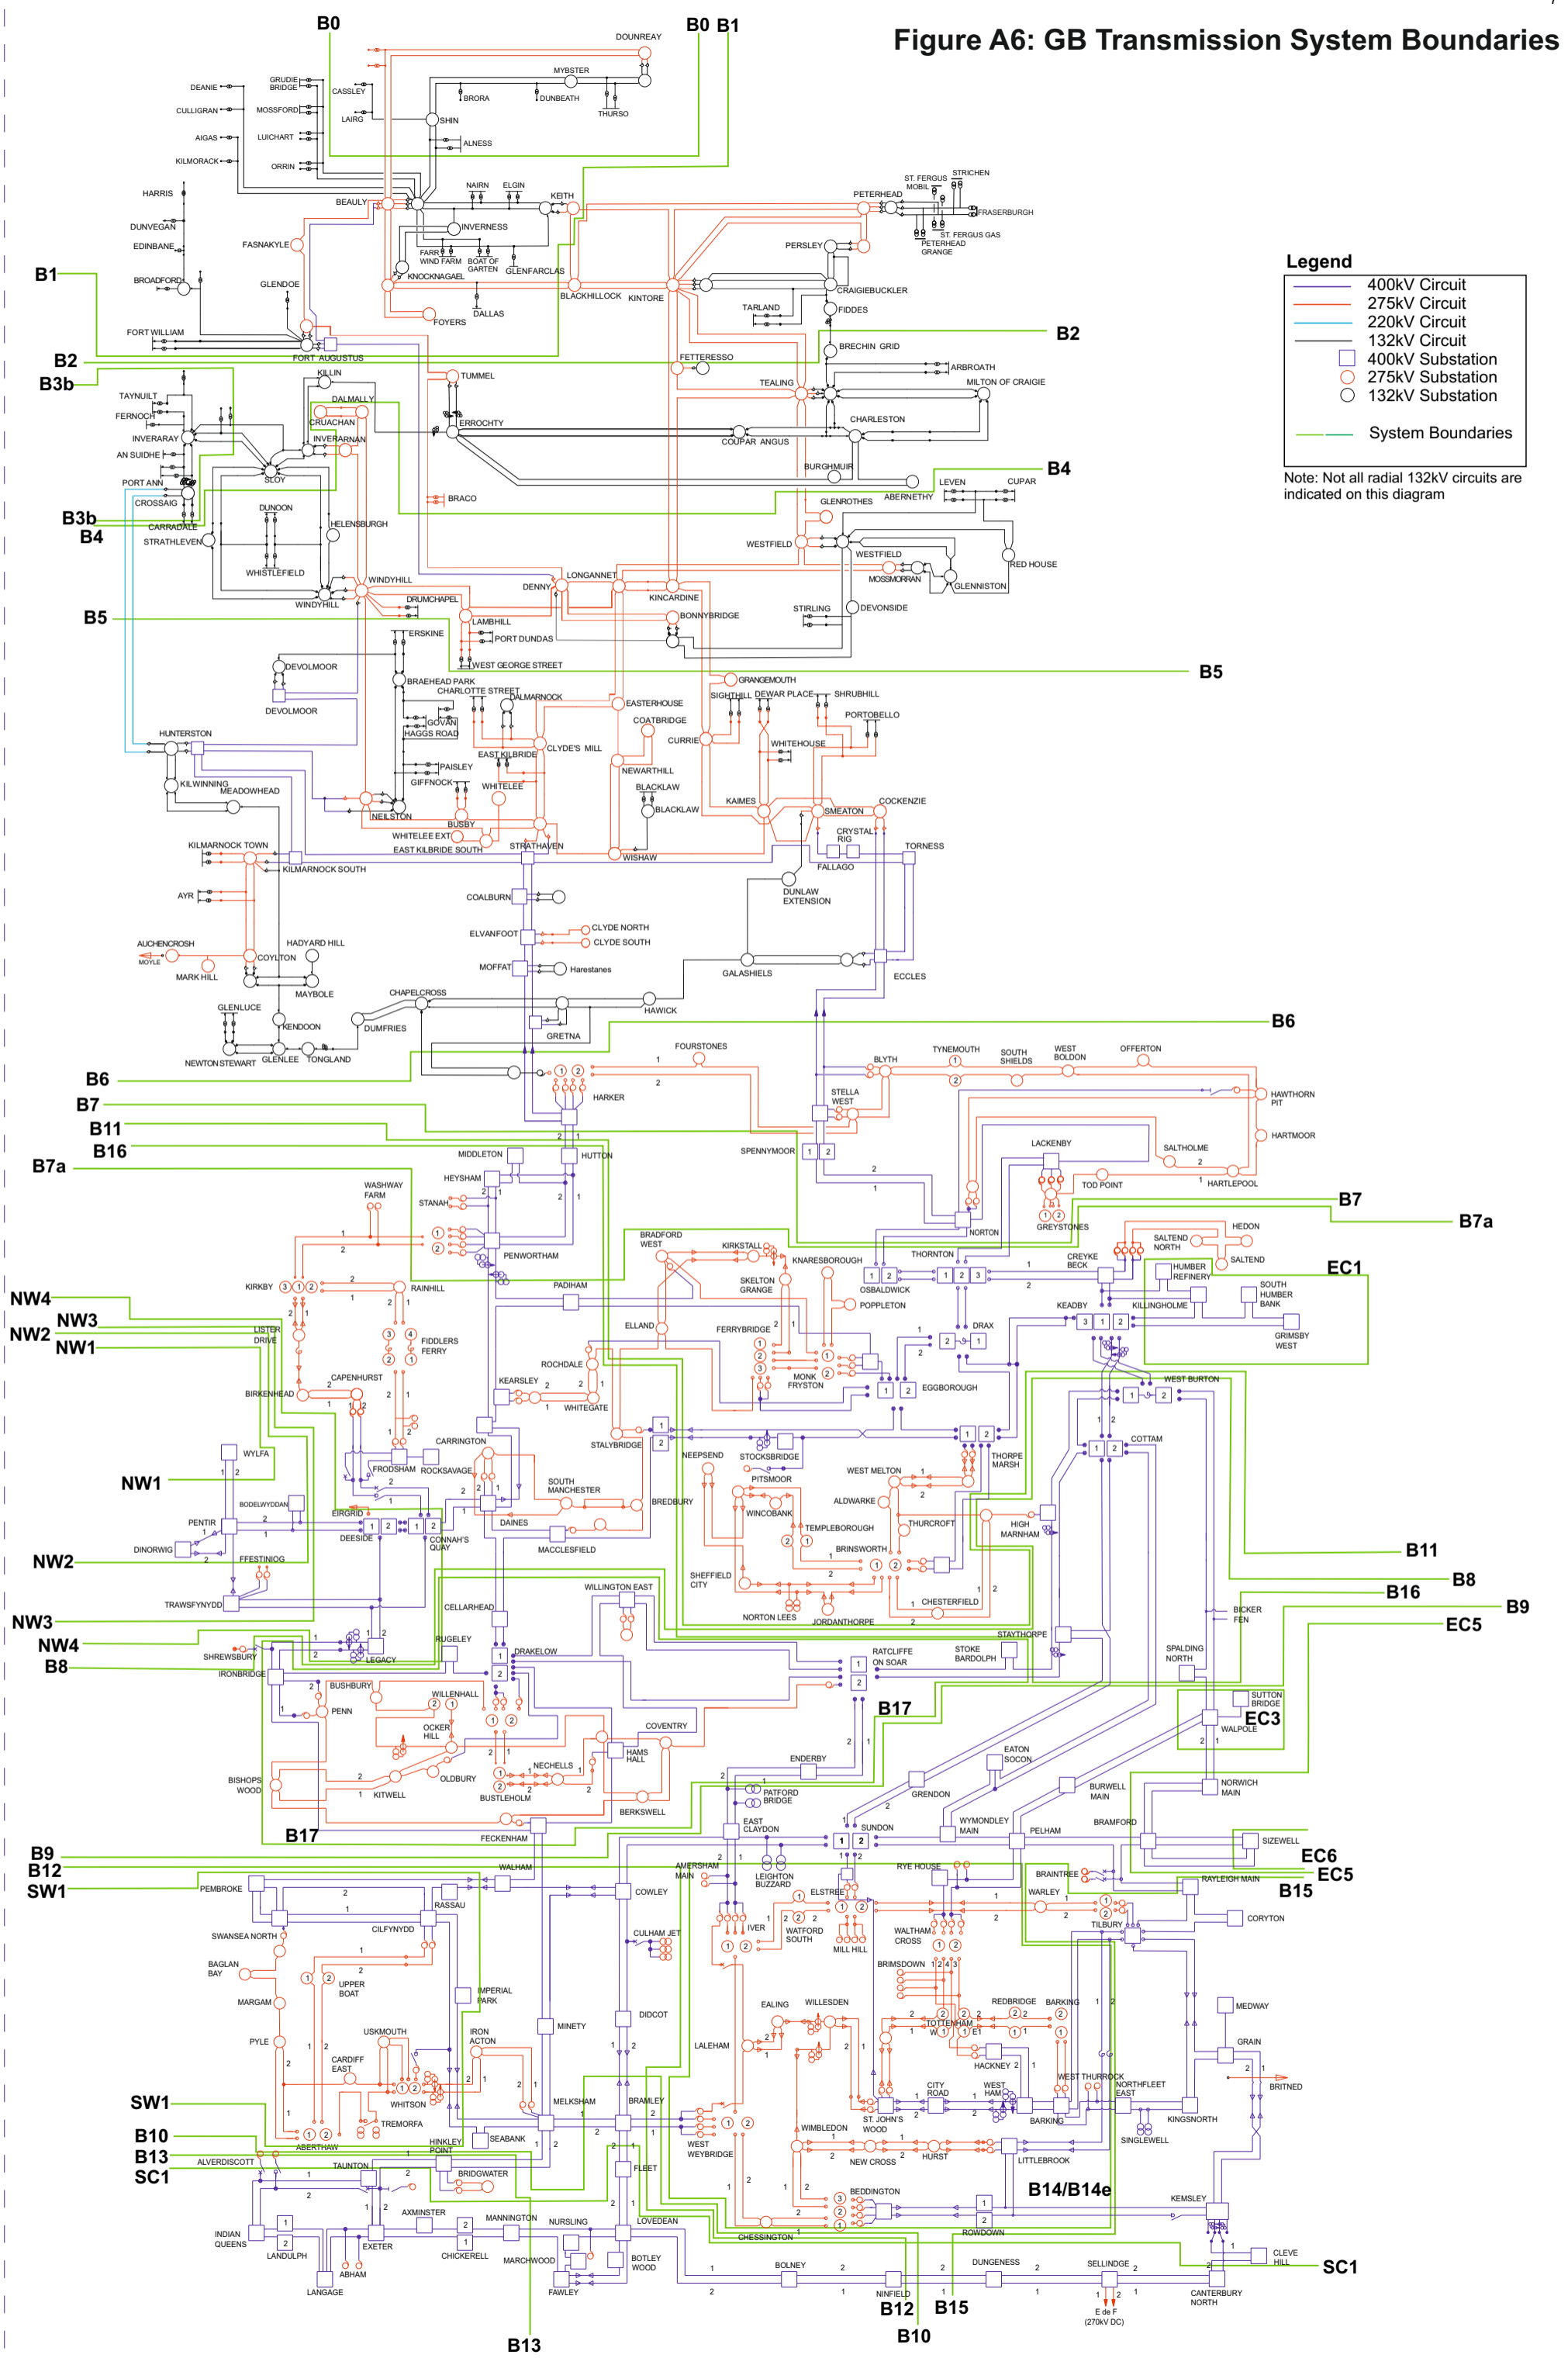 Figure A6: GB Transmission System Boundaries
B0
B0 B1
DOUNREAY
MYBSTER
GRUDIE
BRIDGE
CASSLEY
DEANIE
BRORA
DUNBEATH
THURSO
CULLIGRAN
MOSSFORD
LAIRG
SHIN
AIGAS
LUICHART
ALNESS
KILMORACK
ORRIN
HARRIS
NAIRN
ELGIN
KEITH
PETERHEAD
ST. FERGUS
MOBIL
STRICHEN
BEAULY
FRASERBURGH
DUNVEGAN
INVERNESS
ST. FERGUS GAS
PETERHEAD
GRANGE
EDINBANE
FASNAKYLE
FARR
WIND FARM
BOAT OF
GARTEN
GLENFARCLAS
PERSLEY
Legend
400kV Circuit
275kV Circuit
220kV Circuit
132kV Circuit
400kV Substation
275kV Substation
132kV Substation
System Boundaries
Note: Not all radial 132kV circuits are
indicated on this diagram
B1
BROADFORD
GLENDOE
KNOCKNAGAEL
BLACKHILLOCK
KINTORE
CRAIGIEBUCKLER
DALLAS
FOYERS
TARLAND
FIDDES
FORT WILLIAM
FORT AUGUSTUS
B2
B2
BRECHIN GRID
FETTERESSO
B3b
KILLIN
TUMMEL
ARBROATH
TEALING
MILTON OF CRAIGIE
TAYNUILT
DALMALLY
FERNOCH
CRUACHAN
ERROCHTY
CHARLESTON
INVERARAY
INVERARNAN
COUPAR ANGUS
AN SUIDHE
SLOY
BURGHMUIR
B4
PORT ANN
CROSSAIG
BRACO
ABERNETHY
LEVEN
CUPAR
GLENROTHES
B3b
CARRADALE
DUNOON
HELENSBURGH
B4
STRATHLEVEN
WESTFIELD
WESTFIELD
RED HOUSE
WHISTLEFIELD
WINDYHILL
WINDYHILL
DENNY
LONGANNET
KINCARDINE
MOSSMORRAN
GLENNISTON
DRUMCHAPEL
STIRLING
DEVONSIDE
B5
LAMBHILL
BONNYBRIDGE
ERSKINE
PORT DUNDAS
WEST GEORGE STREET
B5
DEVOLMOOR
BRAEHEAD PARK
GRANGEMOUTH
DEVOLMOOR
CHARLOTTE STREET
DALMARNOCK
EASTERHOUSE
SIGHTHILL
DEWAR PLACE
SHRUBHILL
GOVAN
HAGGS ROAD
COATBRIDGE
PORTOBELLO
HUNTERSTON
CLYDE'S MILL
CURRIE
WHITEHOUSE
EAST KILBRIDE
PAISLEY
NEWARTHILL
KILWINNING
GIFFNOCK
WHITELEE
BLACKLAW
MEADOWHEAD
BLACKLAW
KAIMES
SMEATON
COCKENZIE
NEILSTON
BUSBY
WHITELEE EXT
CRYSTAL
RIG
EAST KILBRIDE SOUTH
STRATHAVEN
WISHAW
TORNESS
KILMARNOCK TOWN
KILMARNOCK SOUTH
FALLAGO
DUNLAW
EXTENSION
AYR
COALBURN
ELVANFOOT
CLYDE NORTH
CLYDE SOUTH
AUCHENCROSH
MOYLE
MARK HILL
COYLTON
HADYARD HILL
MOFFAT
Harestanes
GALASHIELS
ECCLES
MAYBOLE
CHAPELCROSS
HAWICK
GLENLUCE
KENDOON
DUMFRIES
GRETNA
B6
NEWTON STEWART
GLENLEE
TONGLAND
FOURSTONES
BLYTH
TYNEMOUTH
SOUTH
SHIELDS
WEST
BOLDON
OFFERTON
B6
HARKER
STELLA
WEST
HAWTHORN
PIT
B7
B11
B16
B7a
MIDDLETON
HUTTON
SPENNYMOOR
LACKENBY
SALTHOLME
HARTMOOR
HEYSHAM
TOD POINT
HARTLEPOOL
WASHWAY
FARM
STANAH
GREYSTONES
B7
NORTON
B7a
PENWORTHAM
BRADFORD
WEST
KIRKSTALL
KNARESBOROUGH
THORNTON
CREYKE
BECK
SALTEND
NORTH
HEDON
SALTEND
KIRKBY
RAINHILL
PADIHAM
SKELTON
GRANGE
OSBALDWICK
HUMBER
REFINERY
EC1
POPPLETON
KEADBY
KILLINGHOLME
SOUTH
HUMBER
BANK
NW4
NW3
NW2
NW1
LISTER
DRIVE
FIDDLERS
FERRY
ELLAND
FERRYBRIDGE
DRAX
GRIMSBY
WEST
ROCHDALE
MONK
FRYSTON
BIRKENHEAD
CAPENHURST
KEARSLEY
WHITEGATE
EGGBOROUGH
WEST BURTON
CARRINGTON
STALYBRIDGE
COTTAM
WYLFA
FRODSHAM
ROCKSAVAGE
NEEPSEND
STOCKSBRIDGE
THORPE
MARSH
NW1
SOUTH
MANCHESTER
PITSMOOR
WEST MELTON
BODELWYDDAN
EIRGRID
BREDBURY
WINCOBANK
ALDWARKE
PENTIR
DEESIDE
CONNAH'S
QUAY
DAINES
TEMPLEBOROUGH
THURCROFT
HIGH
MARNHAM
DINORWIG
MACCLESFIELD
BRINSWORTH
B11
NW2
FFESTINIOG
SHEFFIELD
CITY
B8
TRAWSFYNYDD
WILLINGTON EAST
NORTON LEES
JORDANTHORPE
CHESTERFIELD
B16
B9
NW3
CELLARHEAD
BICKER
FEN
EC5
NW4
SHREWSBURY
LEGACY
RUGELEY
DRAKELOW
RATCLIFFE
ON SOAR
STOKE
BARDOLPH
STAYTHORPE
SPALDING
NORTH
B8
IRONBRIDGE
BUSHBURY
WILLENHALL
B17
SUTTON
BRIDGE
EC3
WALPOLE
PENN
OCKER
HILL
COVENTRY
HAMS
HALL
ENDERBY
EATON
SOCON
BISHOPS
WOOD
KITWELL
OLDBURY
NECHELLS
BUSTLEHOLM
PATFORD
BRIDGE
GRENDON
BURWELL
MAIN
NORWICH
MAIN
BERKSWELL
B17
FECKENHAM
EAST
CLAYDON
SUNDON
WYMONDLEY
MAIN
PELHAM
BRAMFORD
SIZEWELL
B9
B12
SW1
WALHAM
AMERSHAM
MAIN
LEIGHTON
BUZZARD
RYE HOUSE
BRAINTREE
EC6
EC5
RAYLEIGH MAIN
B15
PEMBROKE
RASSAU
COWLEY
ELSTREE
WARLEY
CILFYNYDD
IVER
WATFORD
SOUTH
MILL HILL
WALTHAM
CROSS
TILBURY
CORYTON
SWANSEA NORTH
CULHAM JET
BAGLAN
BAY
UPPER
BOAT
IMPERIAL
PARK
BRIMSDOWN
MARGAM
DIDCOT
EALING
WILLESDEN
REDBRIDGE
BARKING
MEDWAY
PYLE
USKMOUTH
IRON
ACTON
MINETY
TOTTENHAM
LALEHAM
HACKNEY
GRAIN
CARDIFF
EAST
WHITSON
WEST THURROCK
BRITNED
SW1
TREMORFA
MELKSHAM
BRAMLEY
CITY
ROAD
WEST
HAM
NORTHFLEET
EAST
ST. JOHN'S
WOOD
BARKING
KINGSNORTH
SINGLEWELL
B10
ABERTHAW
SEABANK
WEST
WEYBRIDGE
WIMBLEDON
NEW CROSS
HURST
LITTLEBROOK
B13
HINKLEY
POINT
SC1
ALVERDISCOTT
TAUNTON
BRIDGWATER
FLEET
B14/B14e
BEDDINGTON
KEMSLEY
AXMINSTER
MANNINGTON
NURSLING
LOVEDEAN
ROWDOWN
INDIAN
QUEENS
LANDULPH
EXETER
CHICKERELL
MARCHWOOD
BOTLEY
WOOD
CHESSINGTON
CLEVE
HILL
SC1
ABHAM
BOLNEY
DUNGENESS
SELLINDGE
LANGAGE
FAWLEY
NINFIELD
CANTERBURY
NORTH
B12
B15
E de F
(270kV DC)
B10
B13